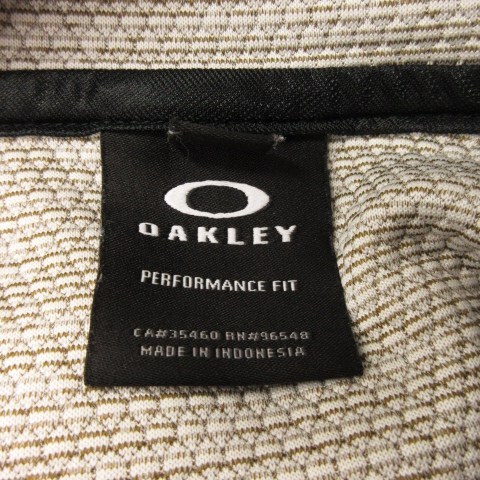 OAKLEY
PERFORMANCE FIT
CA#35460 RN#96548
MADE IN INDONESIA